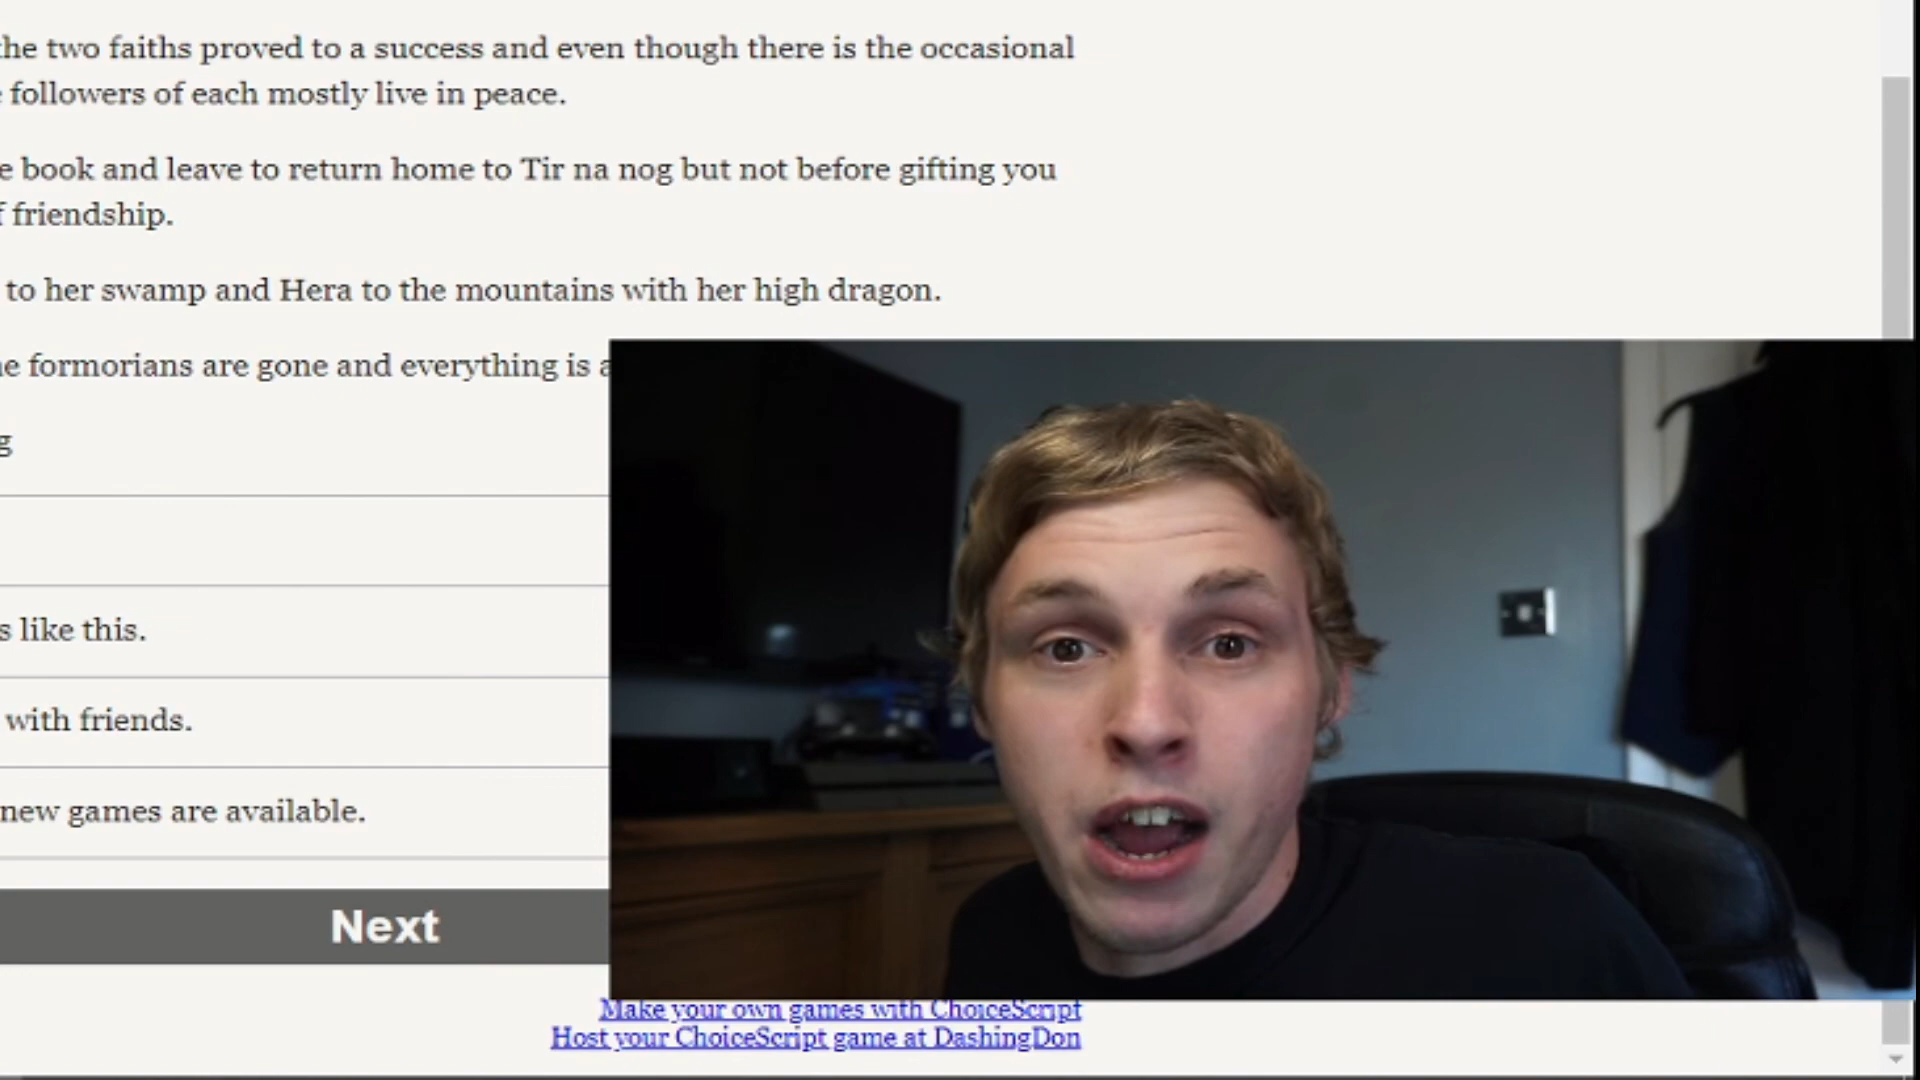 the two faiths proved to a success and even though there is the occasional
followers of each mostly live in peace.
book and leave to return home to Tir na nog but not before gifting you
friendship.
to her swamp and Hera to the mountains with her high dragon.
formorians are gone and everything is
like this.
with friends.
new games are available.
Next
Make your own games with ChoiceScript
Host your ChoiceScript game at DashingDon